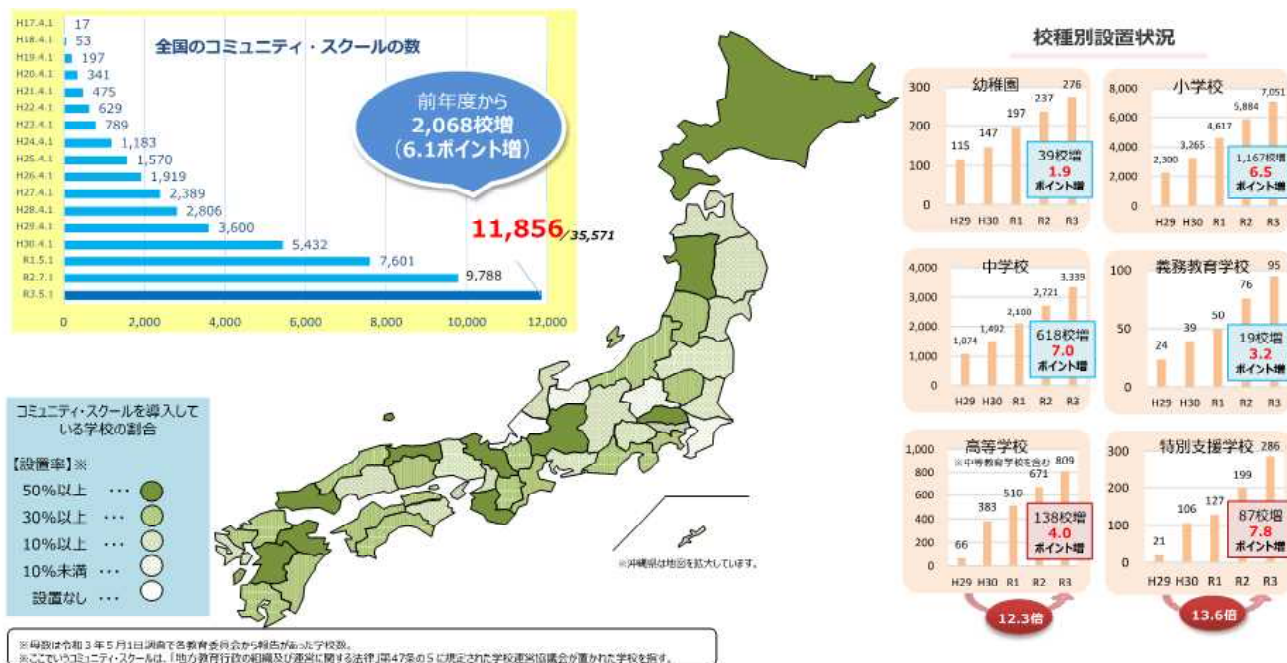 全国のコミュニティ・スクールの数
H17.4.1 17
H18.4.1 53
H19.4.1 197
H20.4.1 341
H21.4.1 475
H22.4.1 629
H23.4.1 789
H24.4.1 1,183
H25.4.1 1,570
H26.4.1 1,919
H27.4.1 2,389
H28.4.1 2,806
H29.4.1 3,600
H30.4.1 5,432
R1.5.1 7,601
R2.7.1 9,788
R3.5.1
11,856/35,571
0 2,000 4,000 6,000 8,000 10,000 12,000
前年度から
2,068校増
(6.1ポイント増)
コミュニティ・スクールを導入して
いる学校の割合
【設置率】※
50%以上 ・・・
30%以上 ・・・
10%以上 ・・・
10%未満 ・・・
設置なし ・・・
※沖縄県は地図を拡大しています。
校種別設置状況
幼稚園
300
200
100
0
115 147 197 237 276
39校増
1.9
ポイント増
H29 H30 R1 R2 R3
小学校
8,000
6,000
4,000
2,000
0
2,300 3,265 4,617 5,884 7,051
1,167校増
6.5
ポイント増
H29 H30 R1 R2 R3
中学校
4,000
3,000
2,000
1,000
0
1,074 1,492 2,100 2,721 3,339
618校増
7.0
ポイント増
H29 H30 R1 R2 R3
義務教育学校
100
50
0
24 39 50 76 95
19校増
3.2
ポイント増
H29 H30 R1 R2 R3
高等学校
※中等教育学校を含む
1,000
800
600
400
200
0
66 383 510 671 809
138校増
4.0
ポイント増
H29 H30 R1 R2 R3
12.3倍
特別支援学校
300
200
100
0
21 106 127 199 286
87校増
7.8
ポイント増
H29 H30 R1 R2 R3
13.6倍
※母数は令和3年5月1日調査で各教育委員会から報告があった学校数。
※ここでいうコミュニティ・スクールは、「地方教育行政の組織及び運営に関する法律」第47条の5に規定された学校運営協議会が置かれた学校を指す。